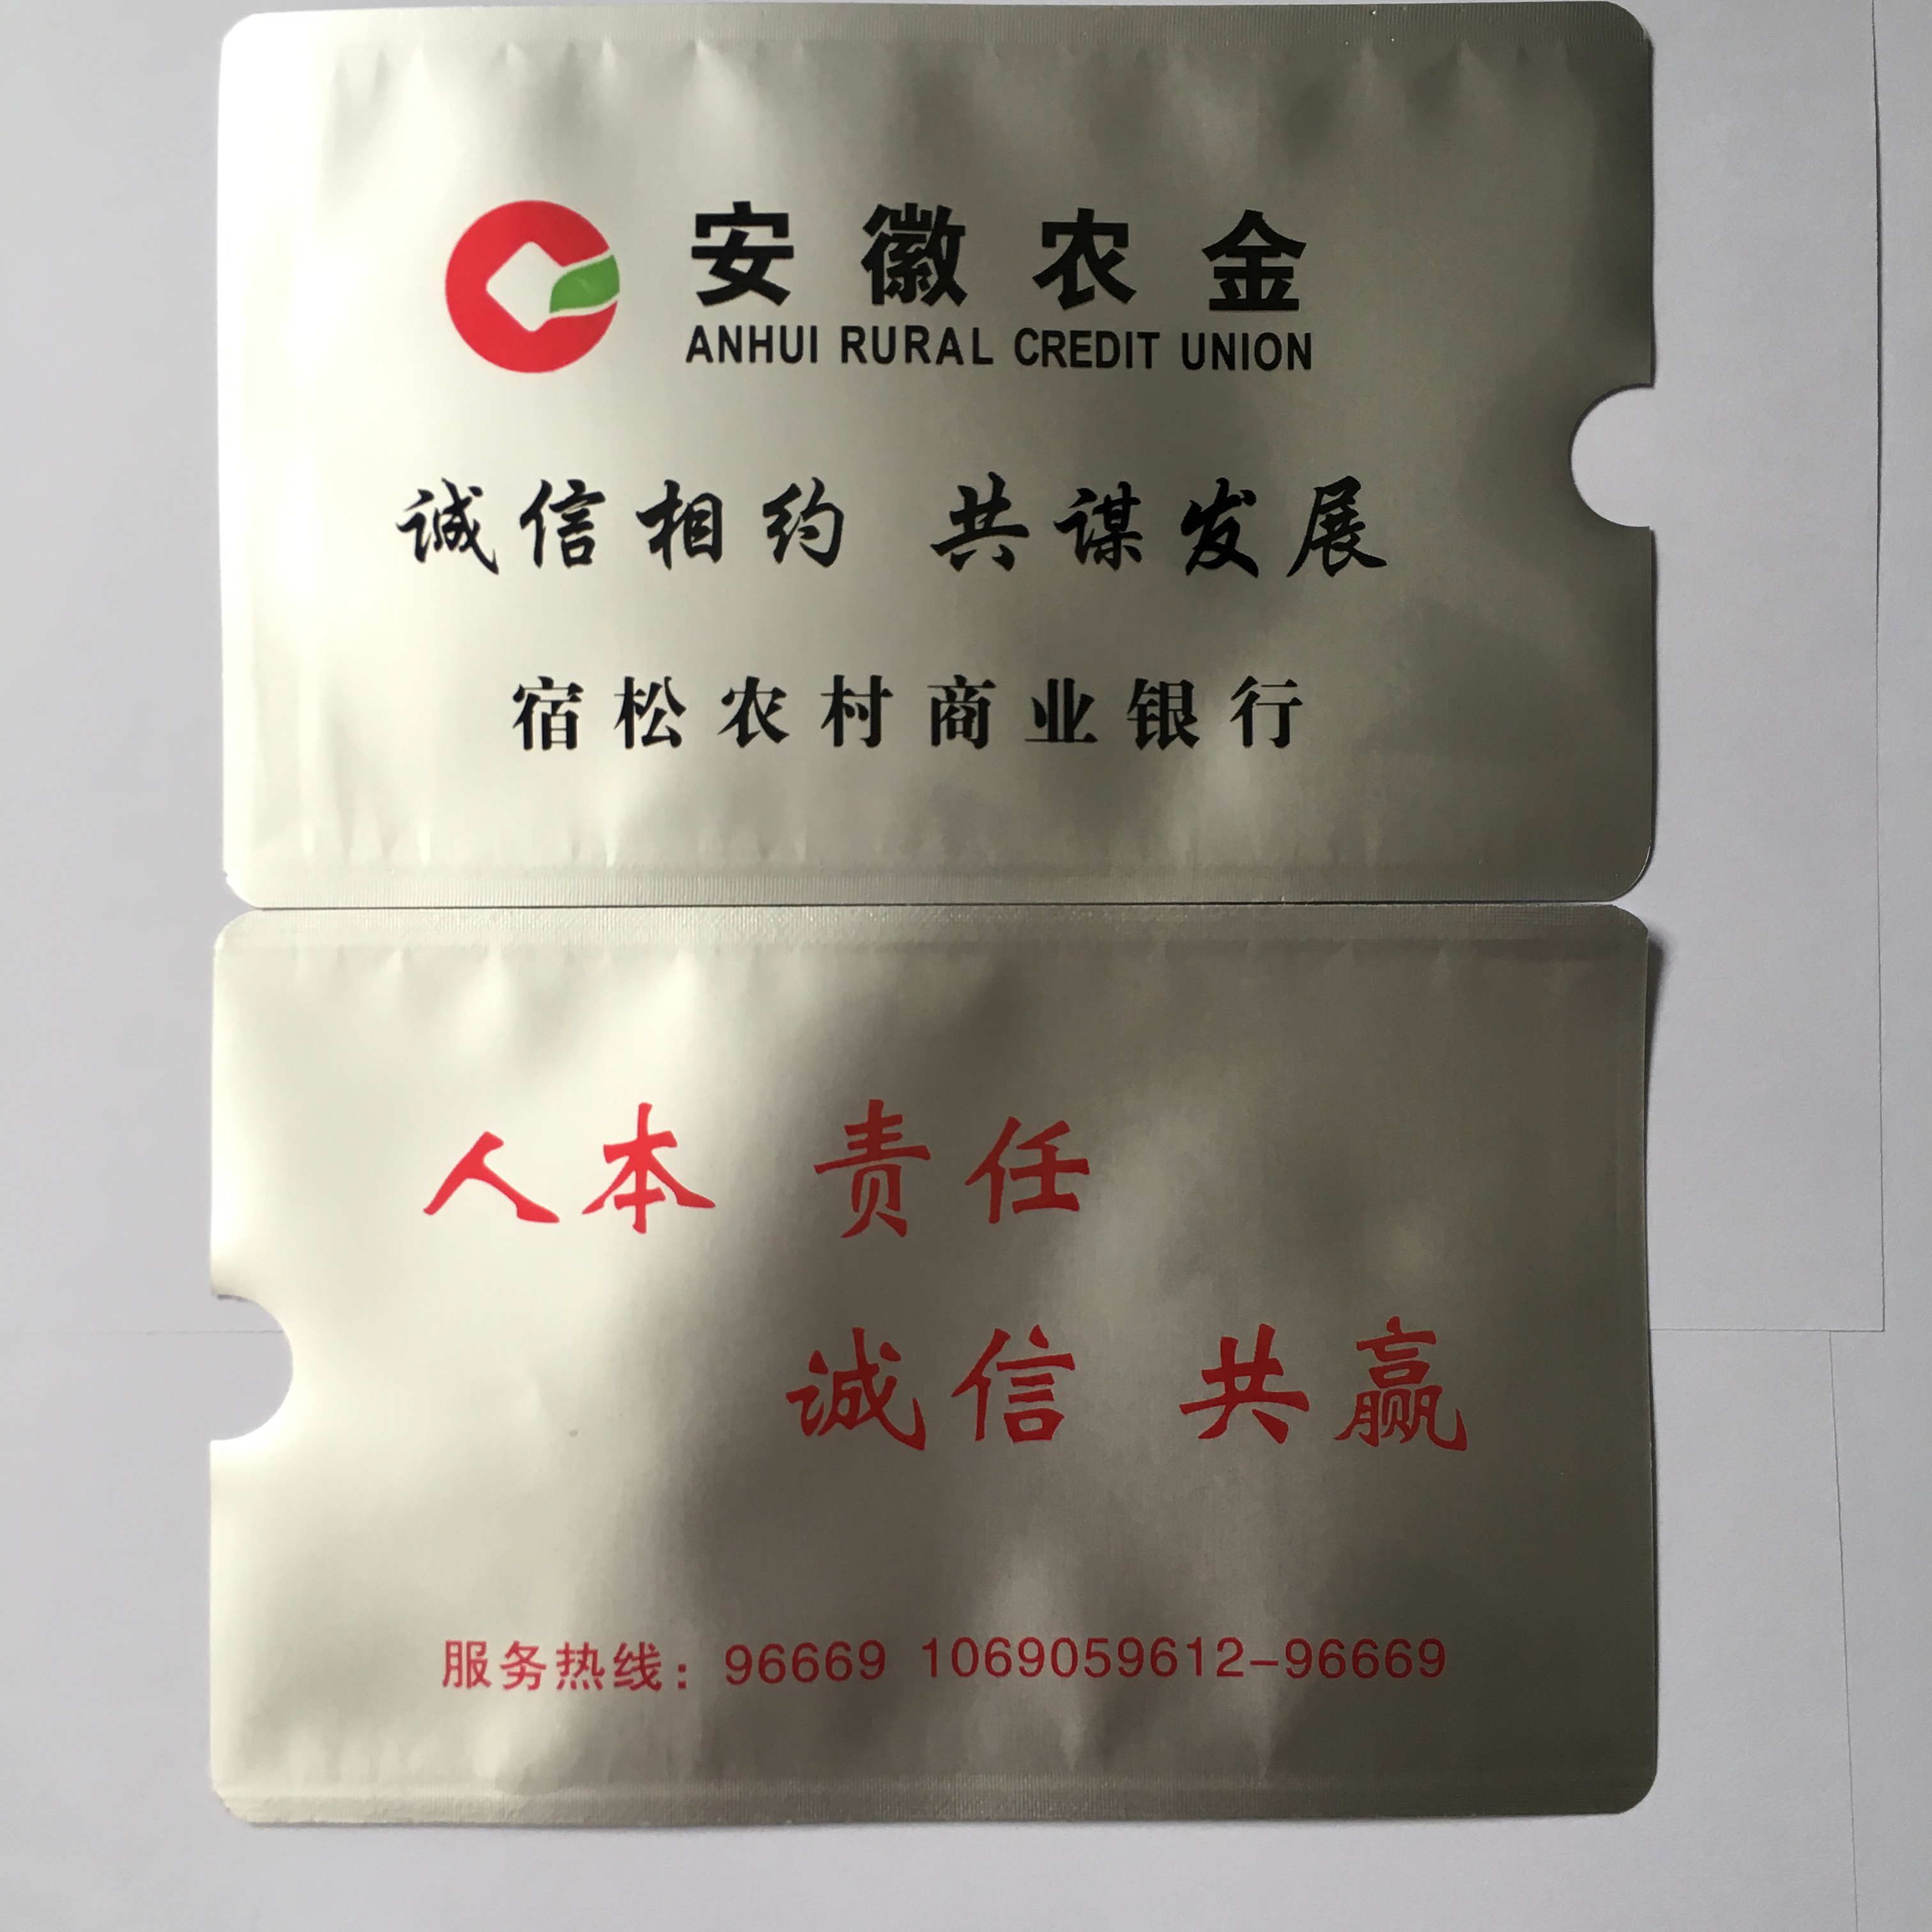 安徽农金
ANHUI RURAL CREDIT UNION
诚信相约 共谋发展
宿松农村商业银行
人本 责任
诚信 共赢
服务热线：96669 1069059612-96669